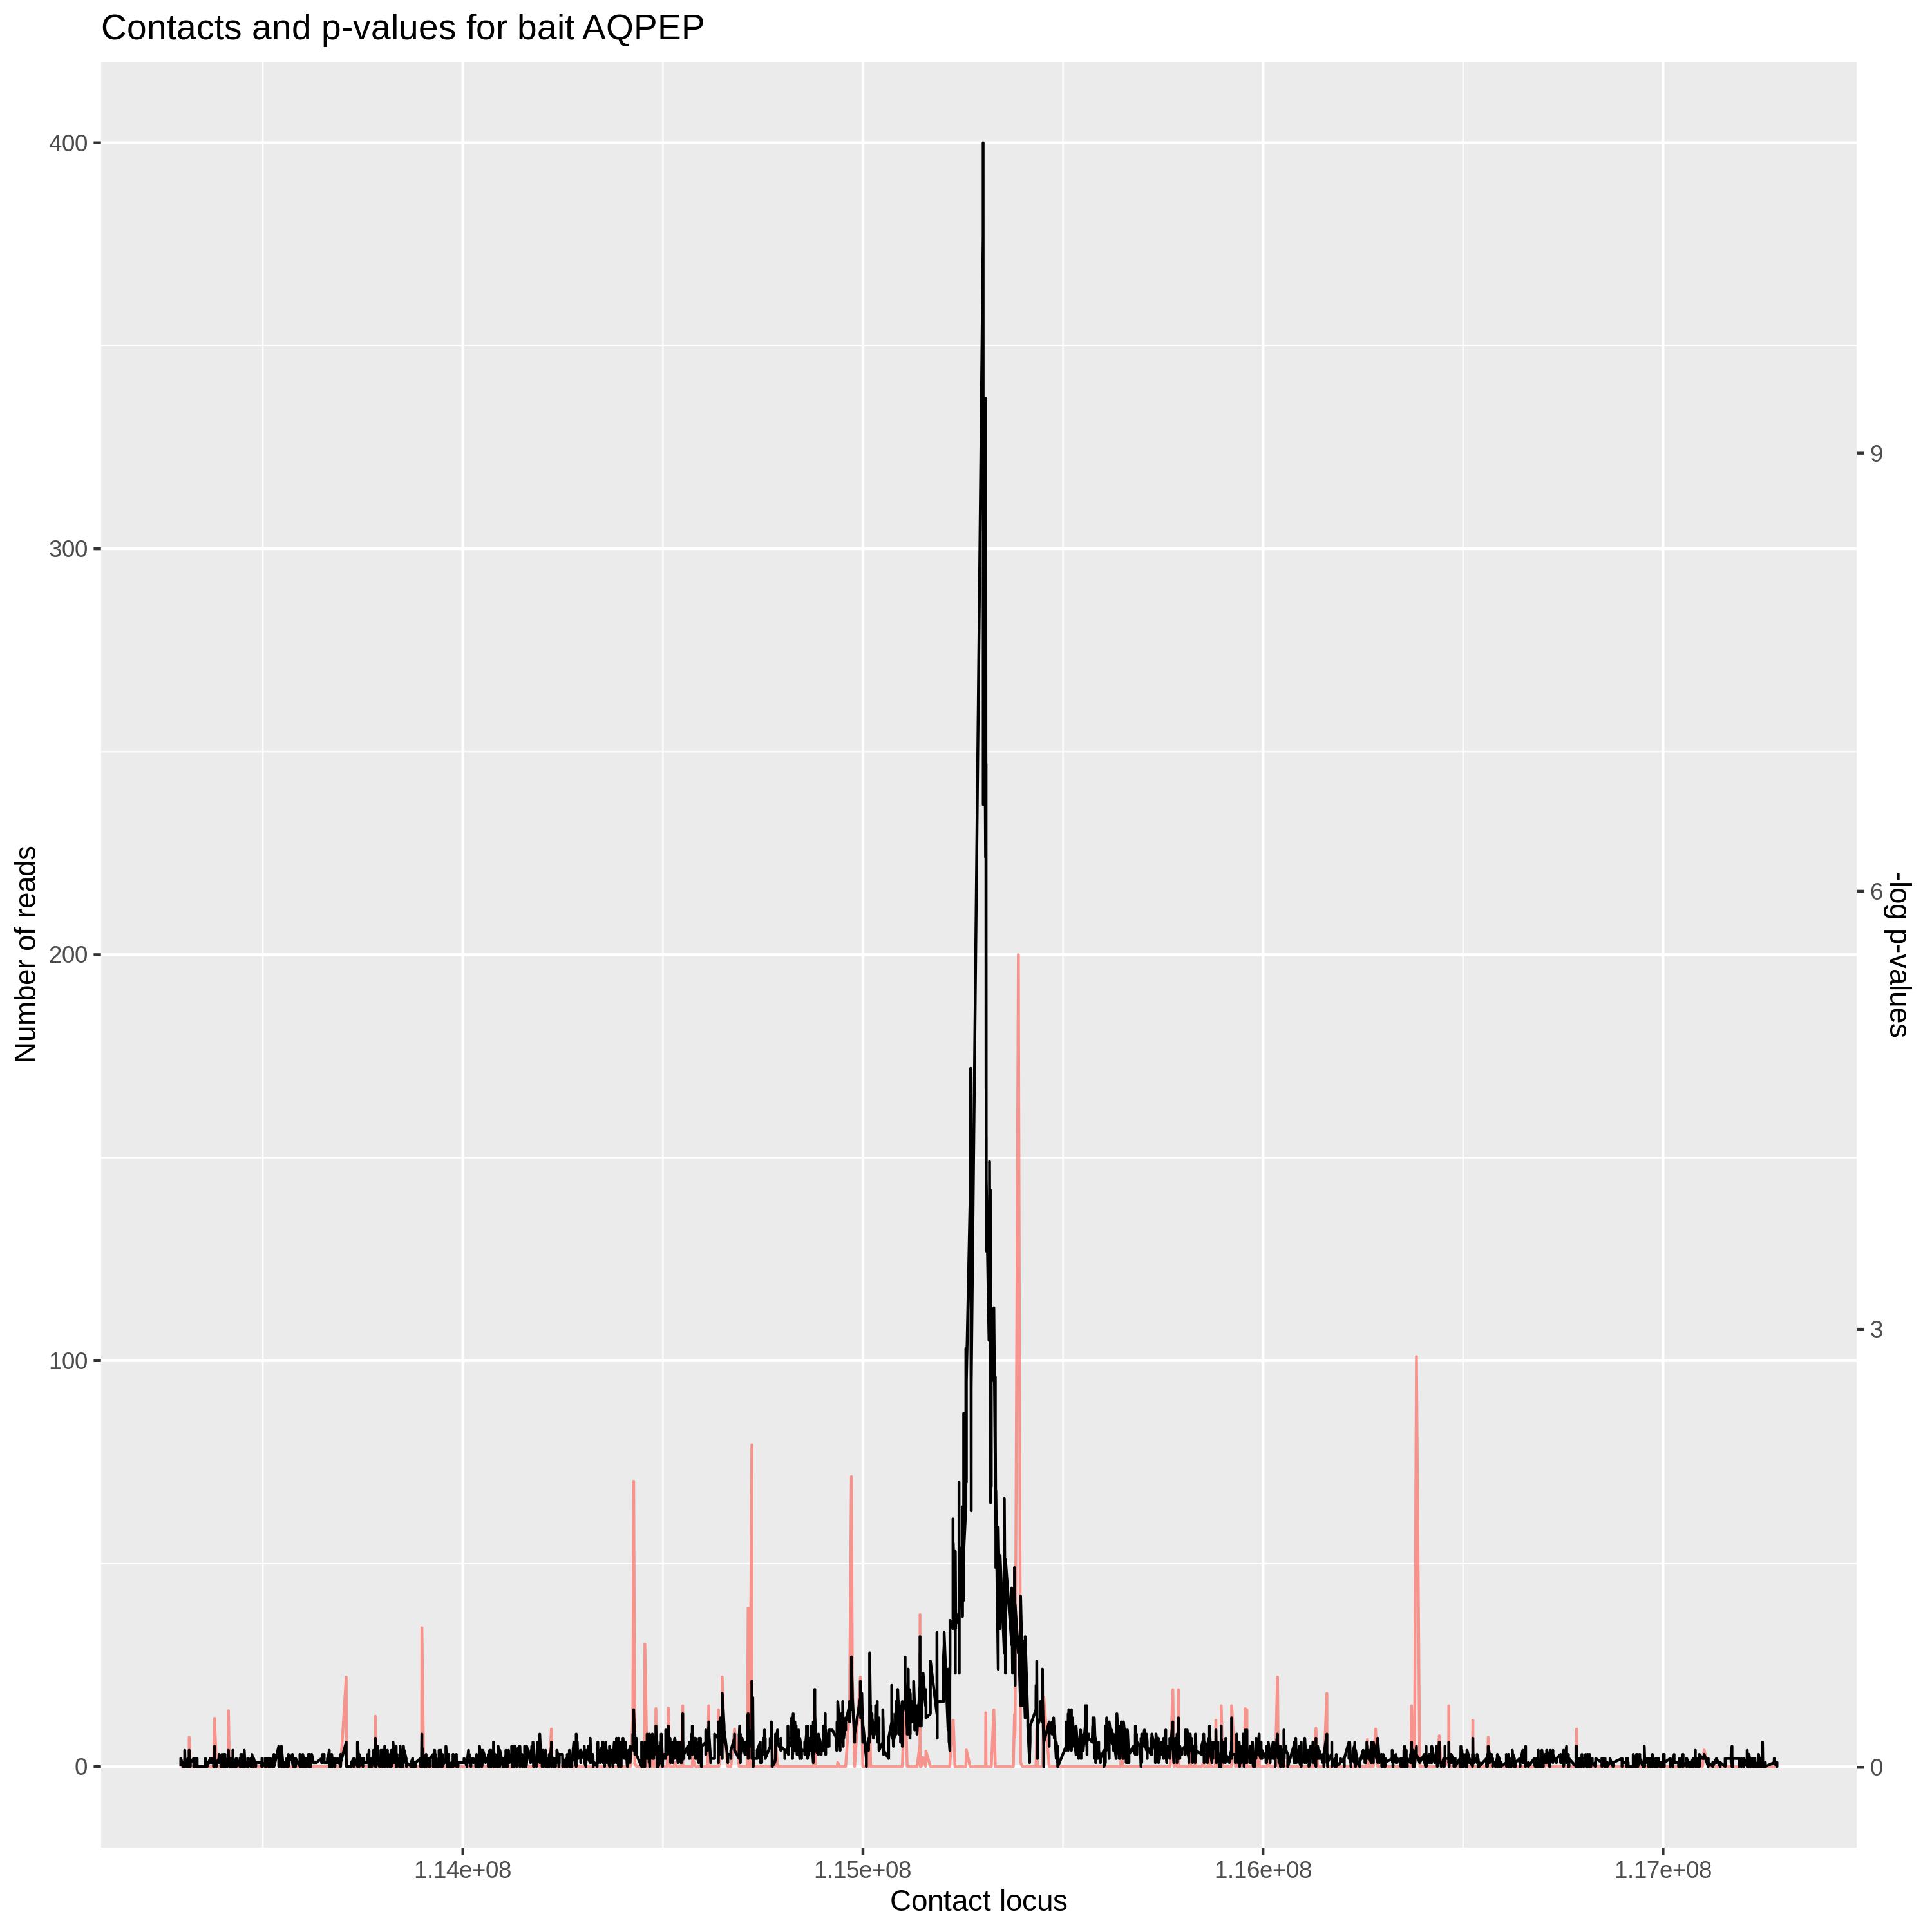 Contacts and p-values for bait AQPEP
400
300
200
100
0
Number of reads
9
6
3
0
-log p-values
1.14e+08
1.15e+08
1.16e+08
1.17e+08
Contact locus